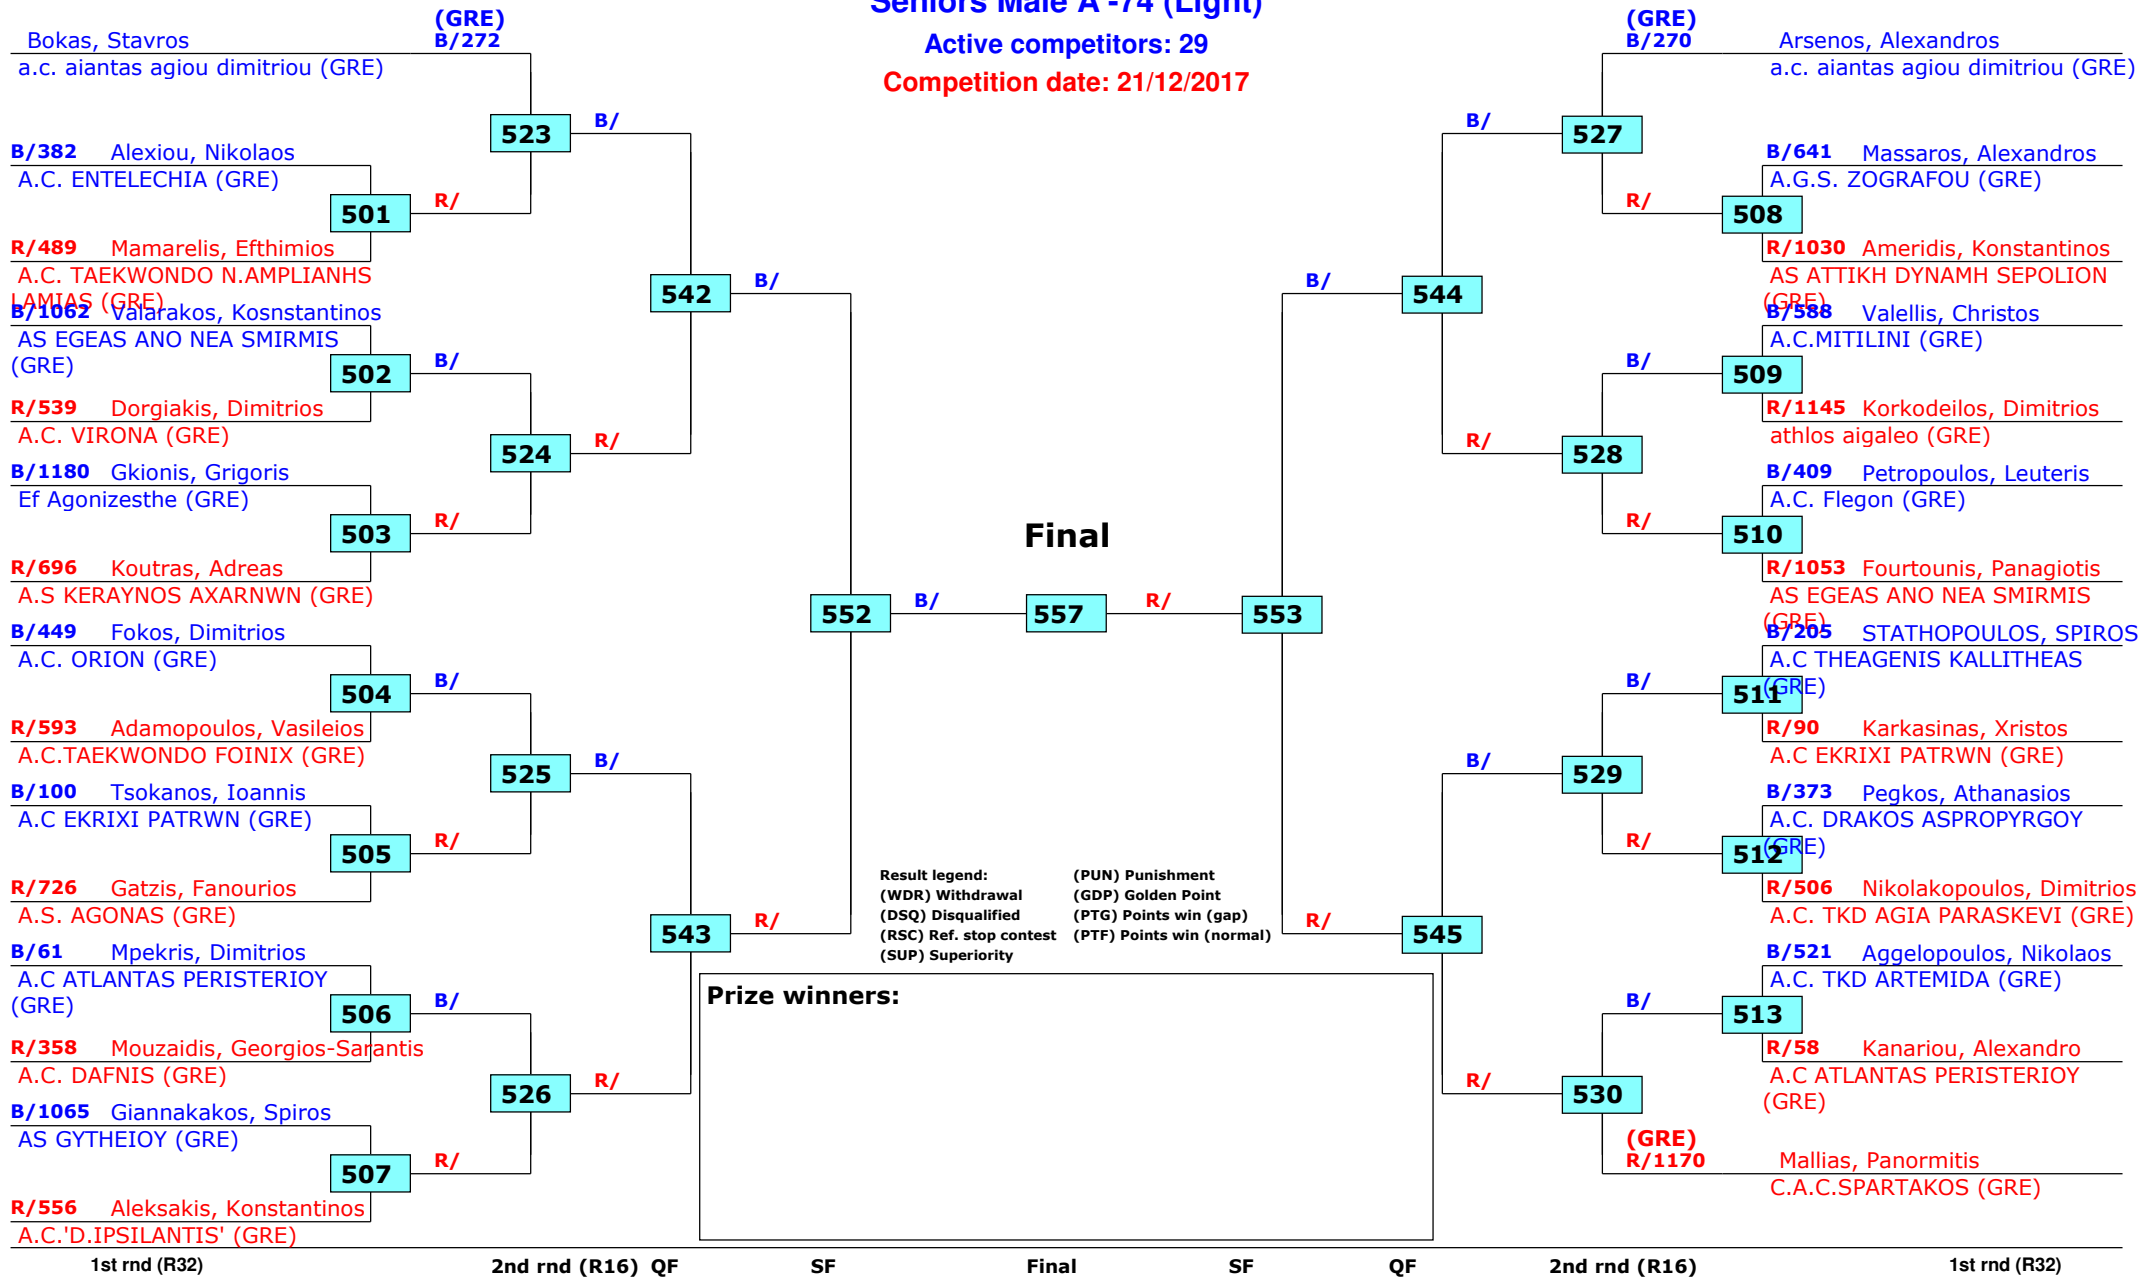 Seniors Male A -74 (Light)
Active competitors: 29
Competition date: 21/12/2017
(GRE)
Bokas, Stavros B/272
a.c. aiantas agiou dimitriou (GRE)
523
B/
B/382 Alexiou, Nikolaos
A.C. ENTELECHIA (GRE)
501
R/
R/489 Mamarelis, Efthimios
A.C. TAEKWONDO N.AMPLIANHS
LAMIAS (GRE)
542
B/
B/1062 Valarakos, Kosnstantinos
AS EGEAS ANO NEA SMIRMIS
(GRE)
502
B/
R/539 Dorgiakis, Dimitrios
A.C. VIRONA (GRE)
524
R/
B/1180 Gkionis, Grigoris
Ef Agonizesthe (GRE)
503
R/
R/696 Koutras, Adreas
A.S KERAYNOS AXARNWN (GRE)
552
B/
B/449 Fokos, Dimitrios
A.C. ORION (GRE)
504
B/
R/593 Adamopoulos, Vasileios
A.C.TAEKWONDO FOINIX (GRE)
525
B/
B/100 Tsokanos, Ioannis
A.C EKRIXI PATRWN (GRE)
505
R/
R/726 Gatzis, Fanourios
A.S. AGONAS (GRE)
543
R/
B/61 Mpekris, Dimitrios
A.C ATLANTAS PERISTERIOY
(GRE)
506
B/
R/358 Mouzaidis, Georgios-Sarantis
A.C. DAFNIS (GRE)
526
R/
B/1065 Giannakakos, Spiros
AS GYTHEIOY (GRE)
507
R/
R/556 Aleksakis, Konstantinos
A.C.'D.IPSILANTIS' (GRE)
Final
557
R/
553
Result legend:
(WDR) Withdrawal
(DSQ) Disqualified
(RSC) Ref. stop contest
(SUP) Superiority
(PUN) Punishment
(GDP) Golden Point
(PTG) Points win (gap)
(PTF) Points win (normal)
Prize winners:
(GRE)
B/270 Arsenos, Alexandros
a.c. aiantas agiou dimitriou (GRE)
B/
527
B/641 Massaros, Alexandros
A.G.S. ZOGRAFOU (GRE)
R/
508
R/1030 Ameridis, Konstantinos
AS ATTIKH DYNAMH SEPOLION
(GRE)
B/
544
B/588 Valellis, Christos
A.C.MITILINI (GRE)
B/
509
R/1145 Korkodeilos, Dimitrios
athlos aigaleo (GRE)
R/
528
B/409 Petropoulos, Leuteris
A.C. Flegon (GRE)
R/
510
R/1053 Fourtounis, Panagiotis
AS EGEAS ANO NEA SMIRMIS
(GRE)
B/205 STATHOPOULOS, SPIROS
A.C THEAGENIS KALLITHEAS
(GRE)
B/
511
R/90 Karkasinas, Xristos
A.C EKRIXI PATRWN (GRE)
B/
529
B/373 Pegkos, Athanasios
A.C. DRAKOS ASPROPYRGOY
(GRE)
R/
512
R/506 Nikolakopoulos, Dimitrios
A.C. TKD AGIA PARASKEVI (GRE)
R/
545
B/521 Aggelopoulos, Nikolaos
A.C. TKD ARTEMIDA (GRE)
B/
513
R/58 Kanariou, Alexandro
A.C ATLANTAS PERISTERIOY
(GRE)
R/
530
(GRE)
R/1170 Mallias, Panormitis
C.A.C.SPARTAKOS (GRE)
1st rnd (R32) 2nd rnd (R16) QF SF Final SF QF 2nd rnd (R16) 1st rnd (R32)